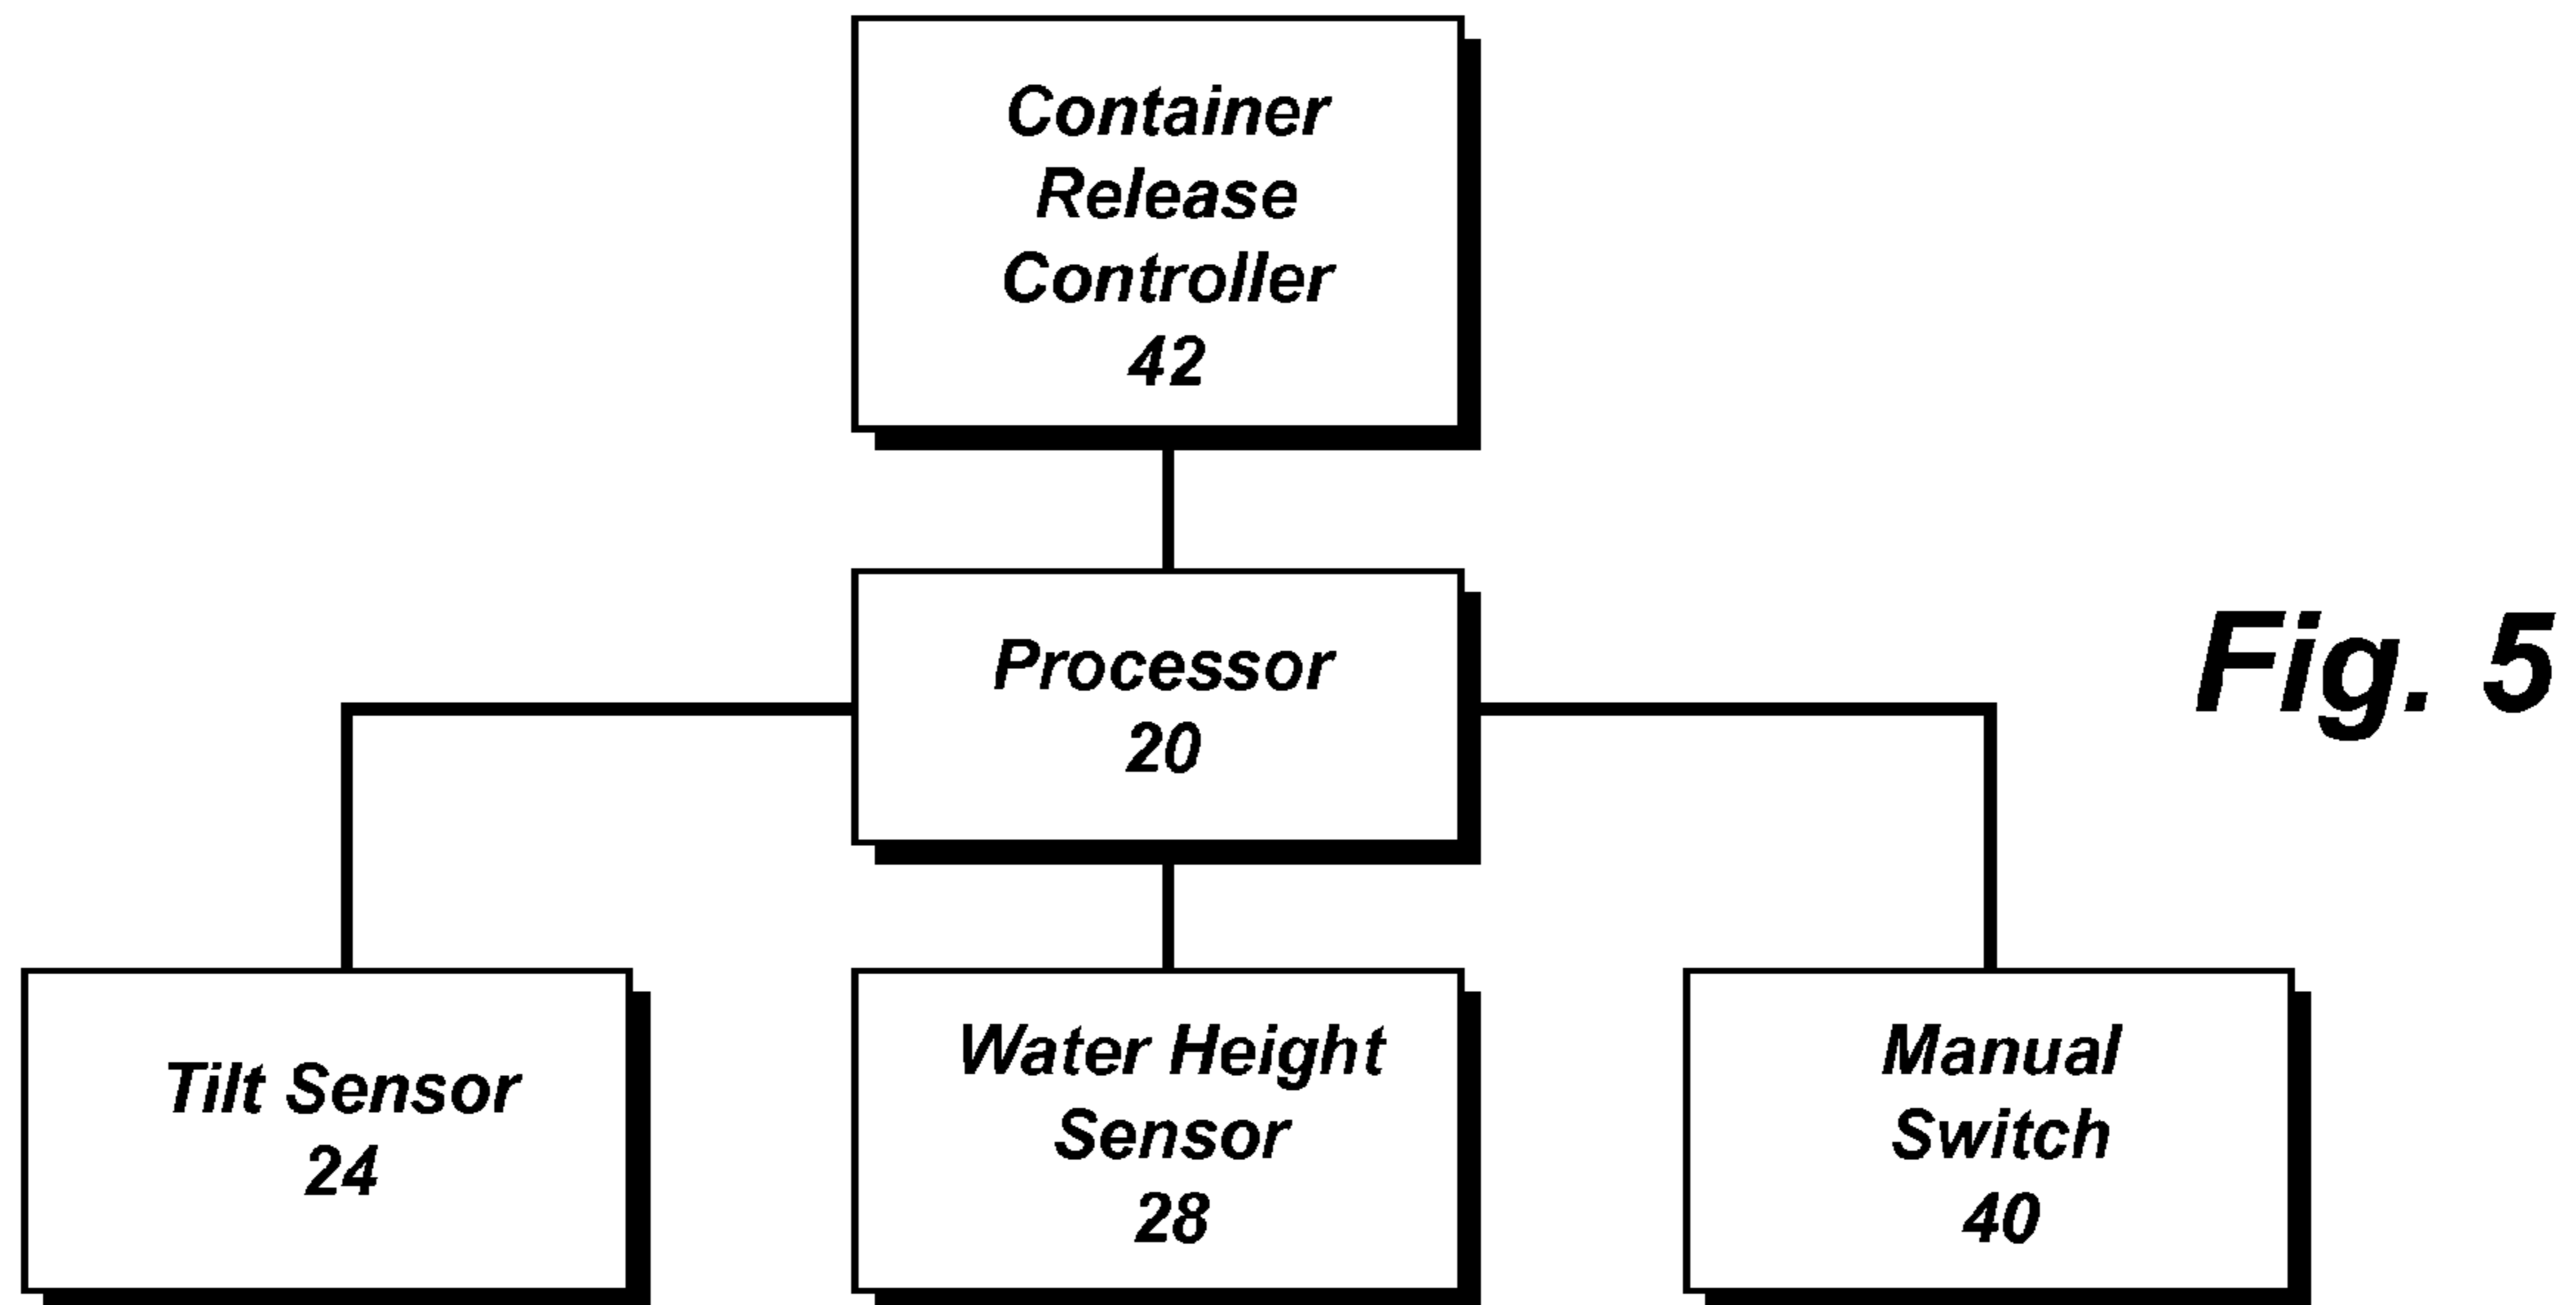 Container
Release
Controller
42
Processor
20
Fig. 5
Tilt Sensor
24
Water Height
Sensor
28
Manual
Switch
40